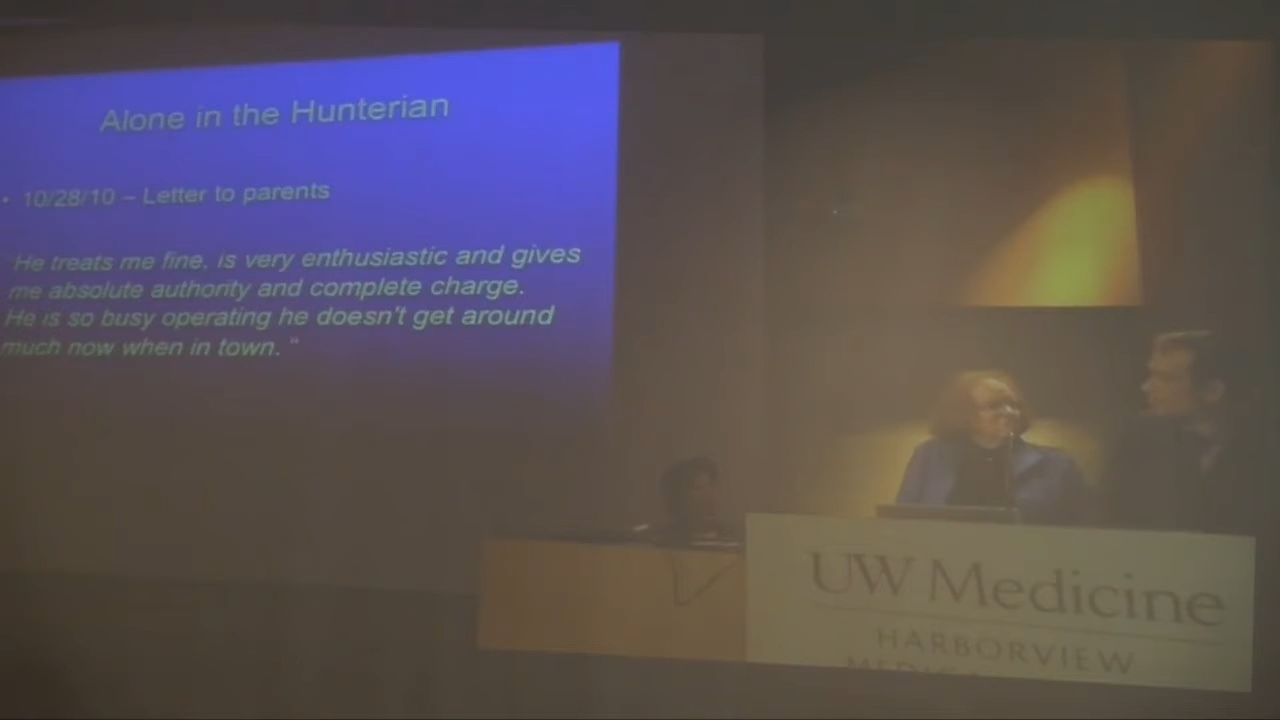 Alone in the Hunterian
• 10/28/10 – Letter to parents
"He treats me fine, is very enthusiastic and gives
me absolute authority and complete charge.
He is so busy operating he doesn't get around
much now when in town. "
UW Medicine
HARBORVIEW